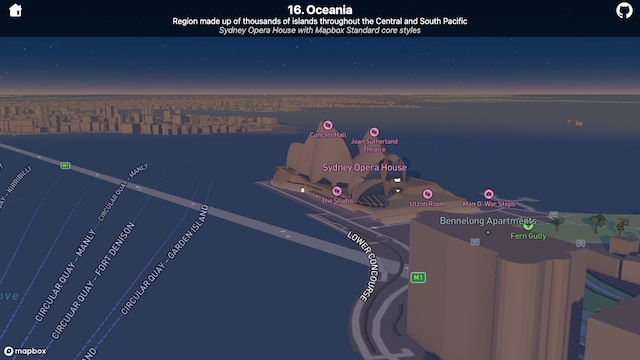 16. Oceania
Region made up of thousands of islands throughout the Central and South Pacific
Sydney Opera House with Mapbox Standard core styles
Concert Hall
Joan Sutherland
Theatre
Sydney Opera House
The Studio
Utzon Room
Man O' War Steps
Bennelong Apartments
Fern Gully
M1
CIRCULAR QUAY – MANLY
KURRIBILLI
CIRCULAR QUAY – MANLY
CIRCULAR QUAY – FORT DENISON
CIRCULAR QUAY – GARDEN ISLAND
LOWER CONCOURSE
M1
ove
AND
mapbox